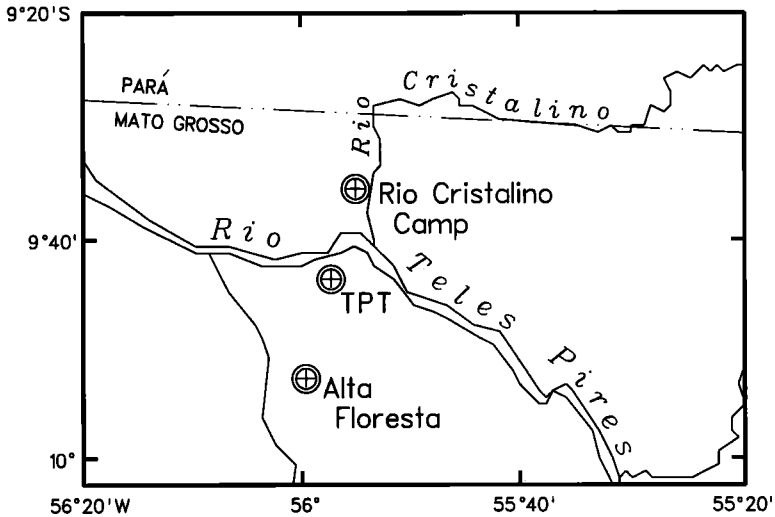 9°20'S
Cristalino
PARÁ
MATO GROSSO
Rio
Rio Cristalino
Camp
9°40'
Rio
Teles Pires
TPT
Alta
Floresta
10°
56°20'W
56°
55°40'
55°20'